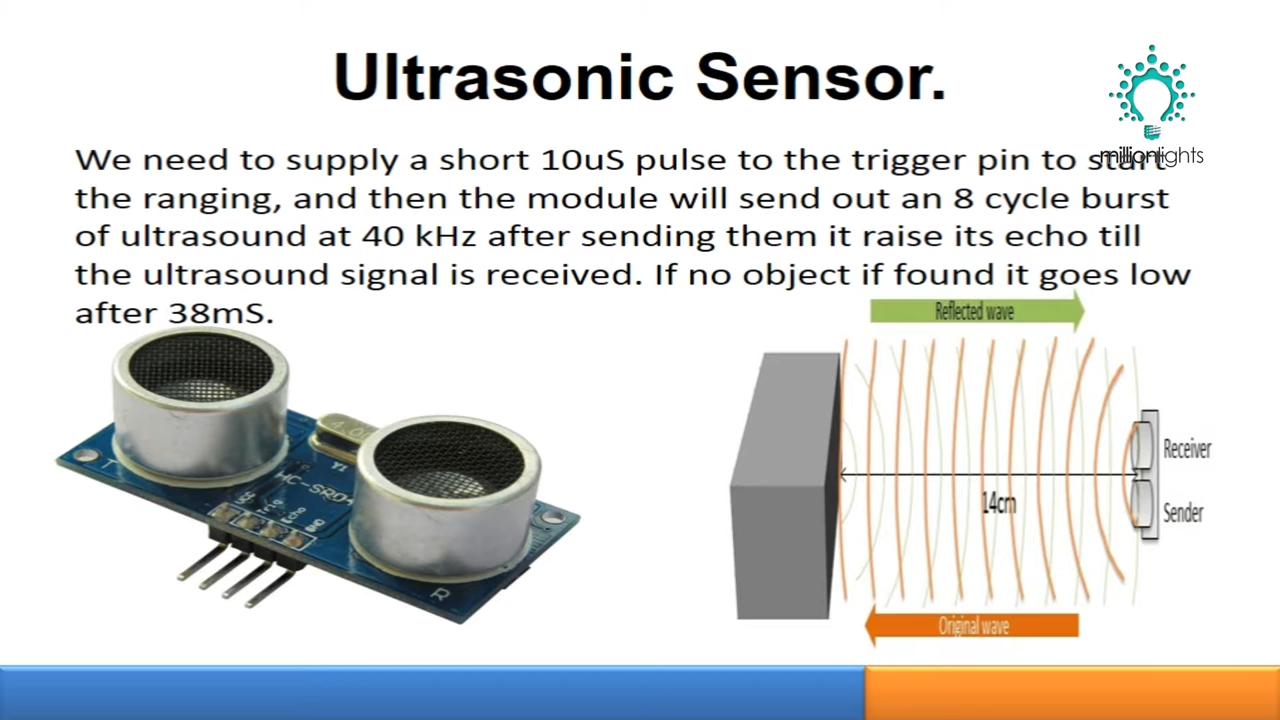 Ultrasonic Sensor.
millionlights
We need to supply a short 10uS pulse to the trigger pin to start
the ranging, and then the module will send out an 8 cycle burst
of ultrasound at 40 kHz after sending them it raise its echo till
the ultrasound signal is received. If no object if found it goes low
after 38mS.
Reflected wave
Receiver
14cm
Sender
Original wave
T
Y1
HC-SR04
VCC
Trig
Echo
GND
R